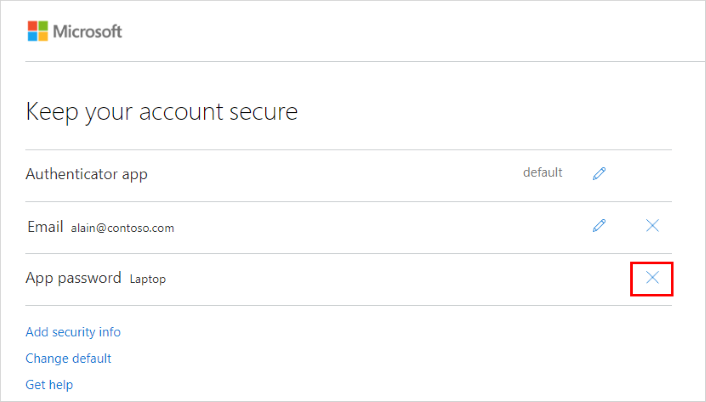 Microsoft
Keep your account secure
Authenticator app default
Email alain@contoso.com
App password Laptop
Add security info
Change default
Get help